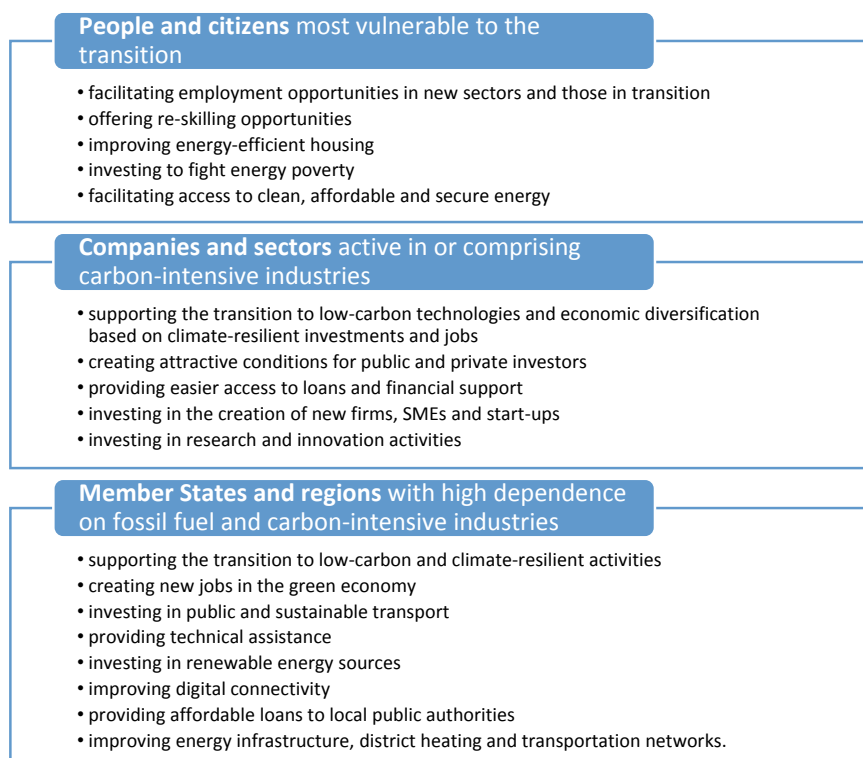 People and citizens most vulnerable to the
transition
• facilitating employment opportunities in new sectors and those in transition
• offering re-skilling opportunities
• improving energy-efficient housing
• investing to fight energy poverty
• facilitating access to clean, affordable and secure energy
Companies and sectors active in or comprising
carbon-intensive industries
• supporting the transition to low-carbon technologies and economic diversification
based on climate-resilient investments and jobs
• creating attractive conditions for public and private investors
• providing easier access to loans and financial support
• investing in the creation of new firms, SMEs and start-ups
• investing in research and innovation activities
Member States and regions with high dependence
on fossil fuel and carbon-intensive industries
• supporting the transition to low-carbon and climate-resilient activities
• creating new jobs in the green economy
• investing in public and sustainable transport
• providing technical assistance
• investing in renewable energy sources
• improving digital connectivity
• providing affordable loans to local public authorities
• improving energy infrastructure, district heating and transportation networks.